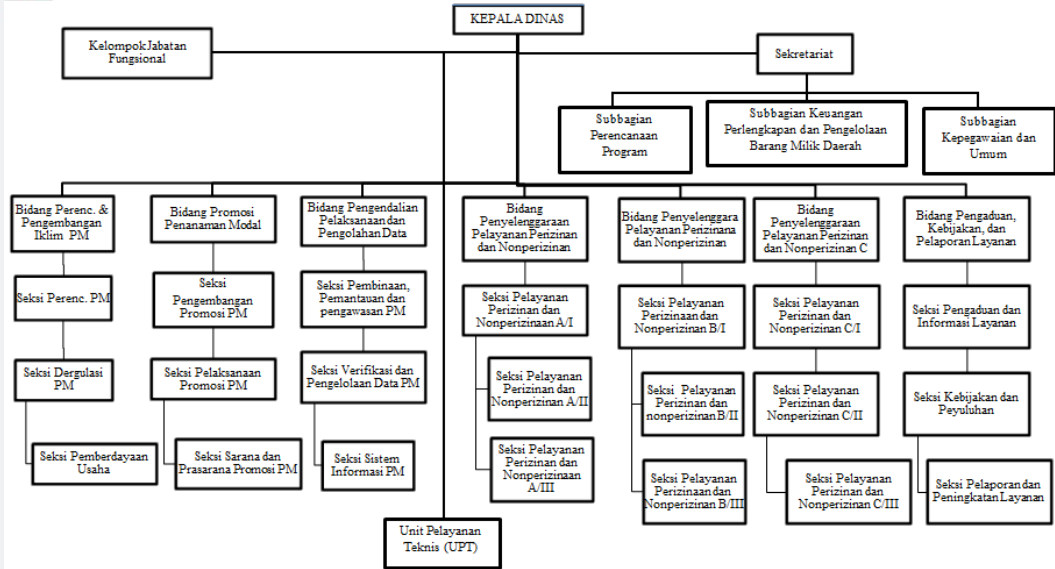 KEPALA DINAS
Kelompok Jabatan
Fungsional
Sekretariat
Subbagian
Perencanaan
Program
Subbagian Keuangan
Perlengkapan dan Pengelolaan
Barang Milik Daerah
Subbagian
Kepegawaian dan
Umum
Bidang Perenc. &
Pengembangan
Iklim PM
Bidang Promosi
Penanaman Modal
Bidang Pengendalian
Pelaksanaan dan
Pengolahan Data
Bidang
Penyelenggaraan
Pelayanan Perizinan
dan Nonperizinan
Bidang Penyelenggara
Pelayanan Perizinana
dan Nonperizinan
Bidang
Penyelenggaraan
Pelayanan Perizinan
dan Nonperizinan C
Bidang Pengaduan,
Kebijakan, dan
Pelaporan Layanan
Seksi Perenc. PM
Seksi
Pengembangan
Promosi PM
Seksi Pembinaan,
Pemantauan dan
pengawasan PM
Seksi Pelayanan
Perizinan dan
Nonperizinaan A/I
Seksi Pelayanan
Perizinaan dan
Nonperizinan B/I
Seksi Pelayanan
Perizinan dan
Nonperizinan C/I
Seksi Pengaduan dan
Informasi Layanan
Seksi Dergulasi
PM
Seksi Pelaksanaan
Promosi PM
Seksi Verifikasi dan
Pengelolaan Data PM
Seksi Pelayanan
Perizinan dan
Nonperizinan A/II
Seksi Pelayanan
Perizinan dan
nonperizinan B/II
Seksi Pelayanan
Perizinan dan
Nonperizinan C/II
Seksi Kebijakan dan
Peyuluhan
Seksi Pemberdayaan
Usaha
Seksi Sarana dan
Prasarana Promosi PM
Seksi Sistem
Informasi PM
Seksi Pelayanan
Perizinan dan
Nonperizinaan
A/III
Seksi Pelayanan
Perizinaan dan
Nonperizinan B/III
Seksi Pelayanan
Perizinan dan
Nonperizinan C/III
Seksi Pelaporan dan
Peningkatan Layanan
Unit Pelayanan
Teknis (UPT)